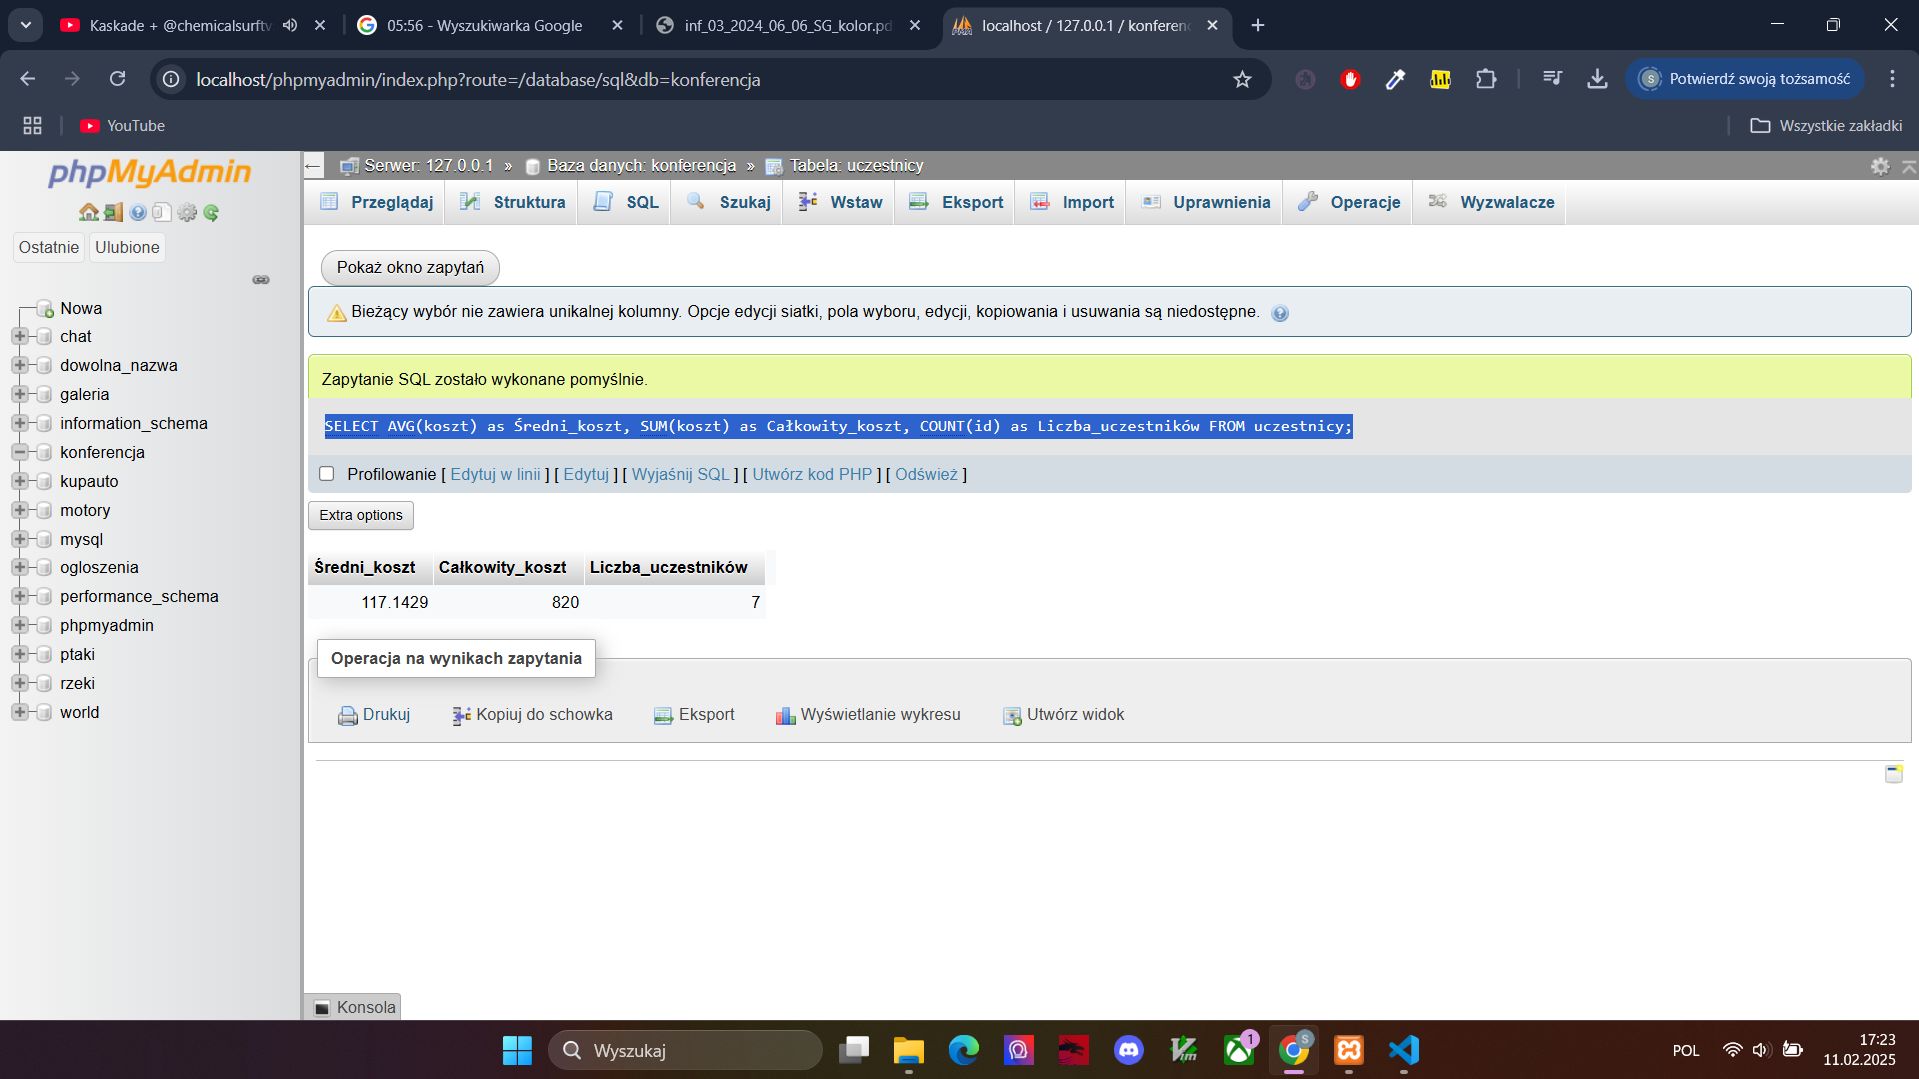 Kaskade + @chemicalsurftv
05:56 - Wyszukiwarka Google
inf_03_2024_06_06_SG_kolor.pd
localhost / 127.0.0.1 / konferenc
localhost/phpmyadmin/index.php?route=/database/sql&db=konferencja
S
Potwierdź swoją tożsamość
YouTube
Wszystkie zakładki
phpMyAdmin
Ostatnie
Ulubione
Nowa
chat
dowolna_nazwa
galeria
information_schema
konferencja
kupauto
motory
mysql
ogloszenia
performance_schema
phpmyadmin
ptaki
rzeki
world
Serwer: 127.0.0.1 » Baza danych: konferencja » Tabela: uczestnicy
Przeglądaj
Struktura
SQL
Szukaj
Wstaw
Eksport
Import
Uprawnienia
Operacje
Wyzwalacze
Pokaż okno zapytań
Bieżący wybór nie zawiera unikalnej kolumny. Opcje edycji siatki, pola wyboru, edycji, kopiowania i usuwania są niedostępne.
Zapytanie SQL zostało wykonane pomyślnie.
SELECT AVG(koszt) as Średni_koszt, SUM(koszt) as Całkowity_koszt, COUNT(id) as Liczba_uczestników FROM uczestnicy;
Profilowanie [ Edytuj w linii ] [ Edytuj ] [ Wyjaśnij SQL ] [ Utwórz kod PHP ] [ Odśwież ]
Extra options
Średni_koszt Całkowity_koszt Liczba_uczestników
117.1429 820 7
Operacja na wynikach zapytania
Drukuj
Kopiuj do schowka
Eksport
Wyświetlanie wykresu
Utwórz widok
Konsola
Wyszukaj
1
S
POL
17:23
11.02.2025